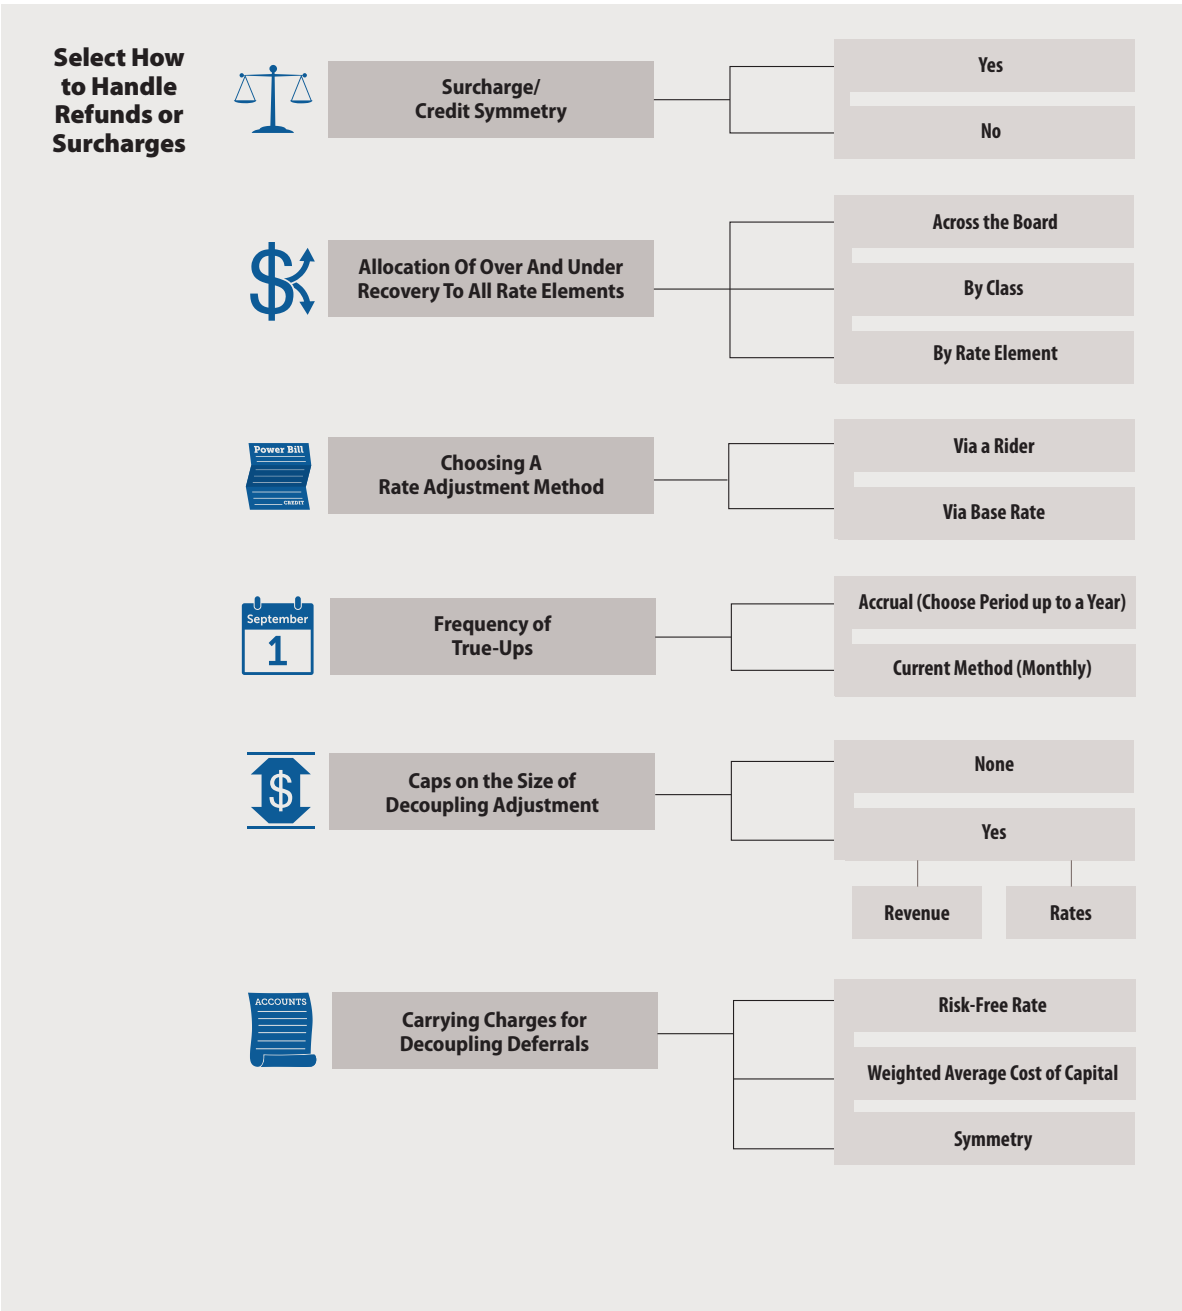 Select How
to Handle
Refunds or
Surcharges
Surcharge/
Credit Symmetry
Yes
No
Allocation Of Over And Under
Recovery To All Rate Elements
Across the Board
By Class
By Rate Element
Power Bill
CREDIT
Choosing A
Rate Adjustment Method
Via a Rider
Via Base Rate
September
1
Frequency of
True-Ups
Accrual (Choose Period up to a Year)
Current Method (Monthly)
$
Caps on the Size of
Decoupling Adjustment
None
Yes
Revenue
Rates
ACCOUNTS
Carrying Charges for
Decoupling Deferrals
Risk-Free Rate
Weighted Average Cost of Capital
Symmetry